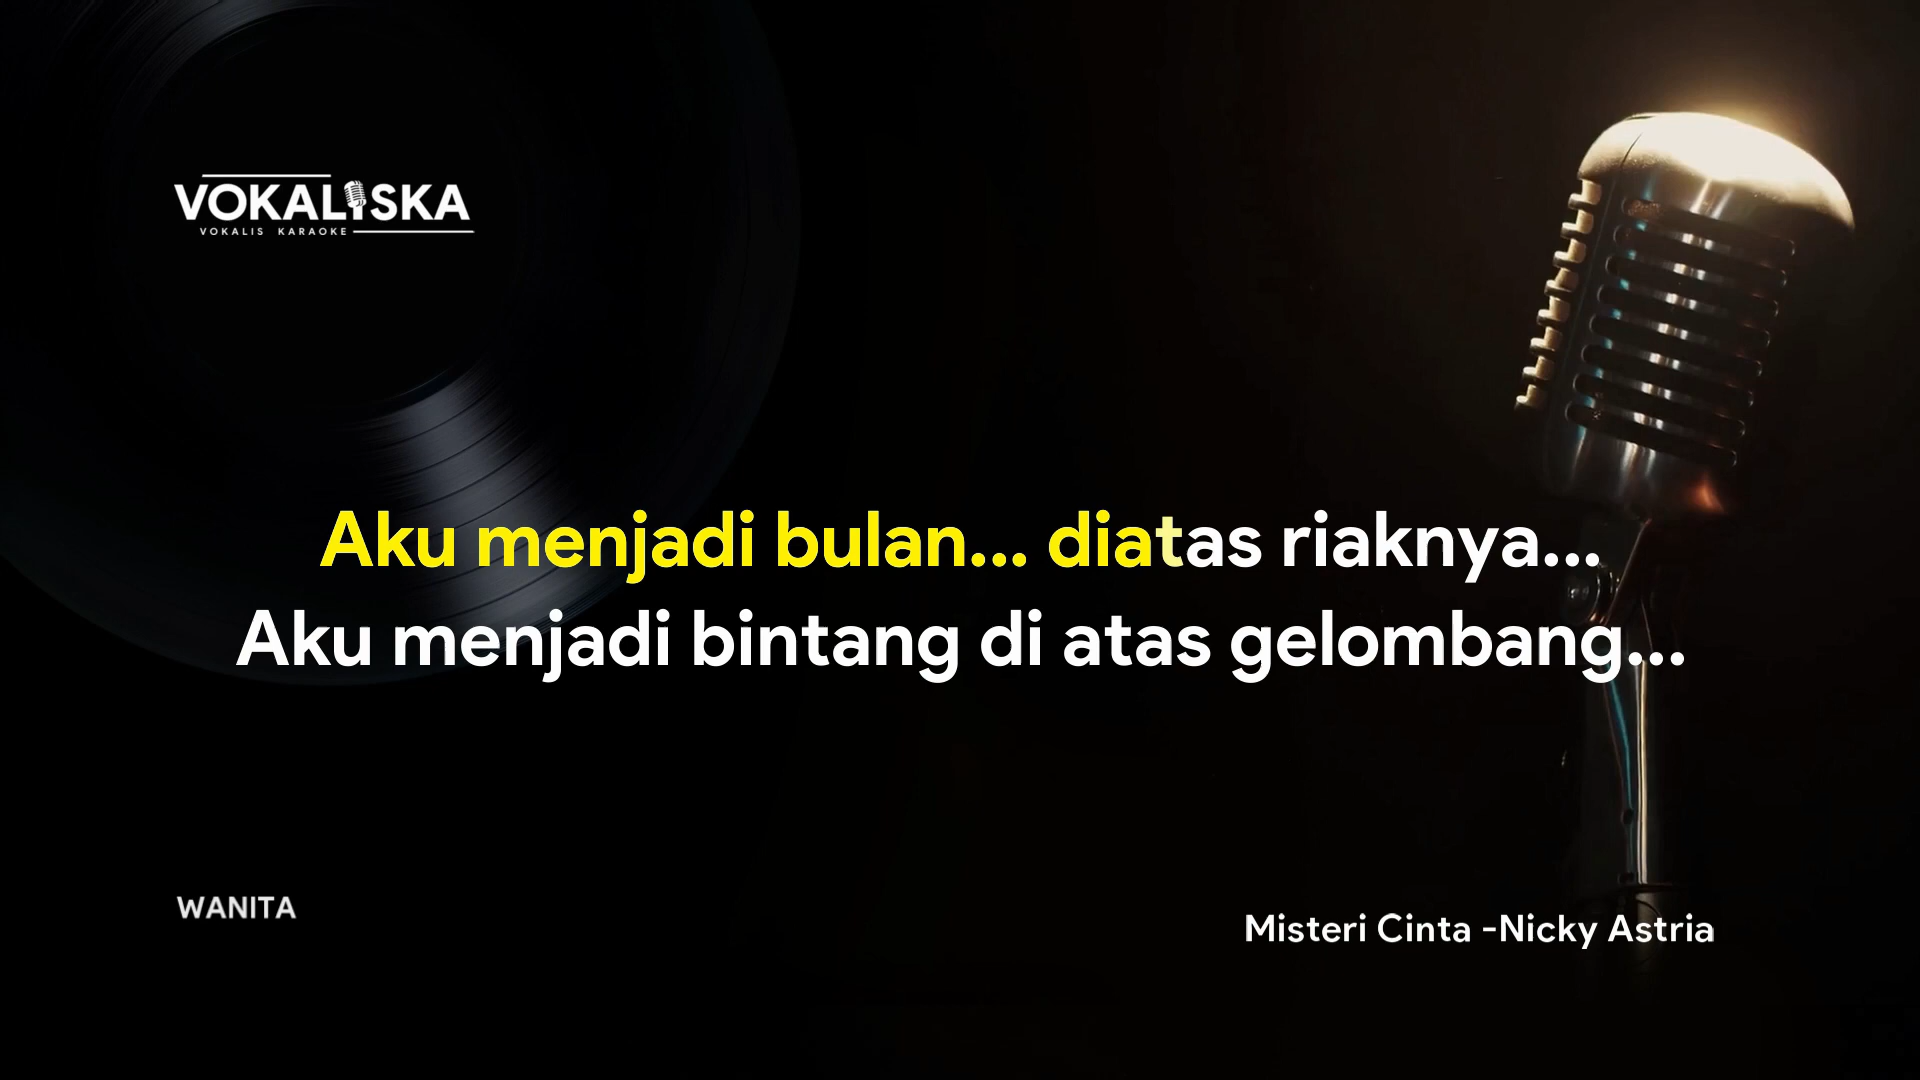 VOKALISKA
VOKALIS KARAOKE
Aku menjadi bulan... diatas riaknya...
Aku menjadi bintang di atas gelombang...
WANITA
Misteri Cinta -Nicky Astria